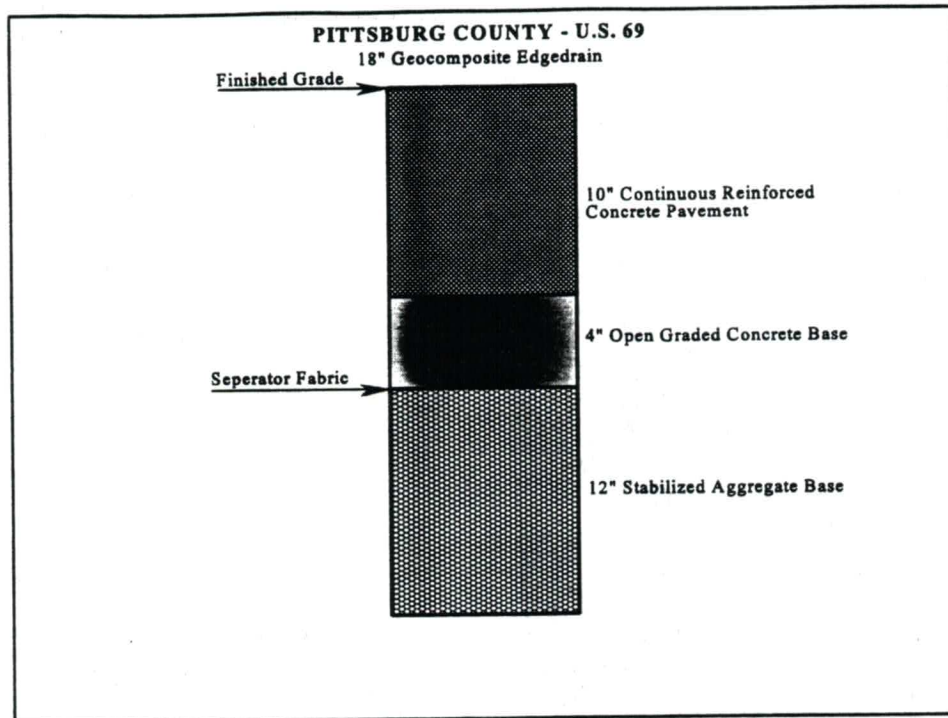 PITTSBURG COUNTY - U.S. 69
18" Geocomposite Edgedrain
Finished Grade
10" Continuous Reinforced
Concrete Pavement
4" Open Graded Concrete Base
Seperator Fabric
12" Stabilized Aggregate Base